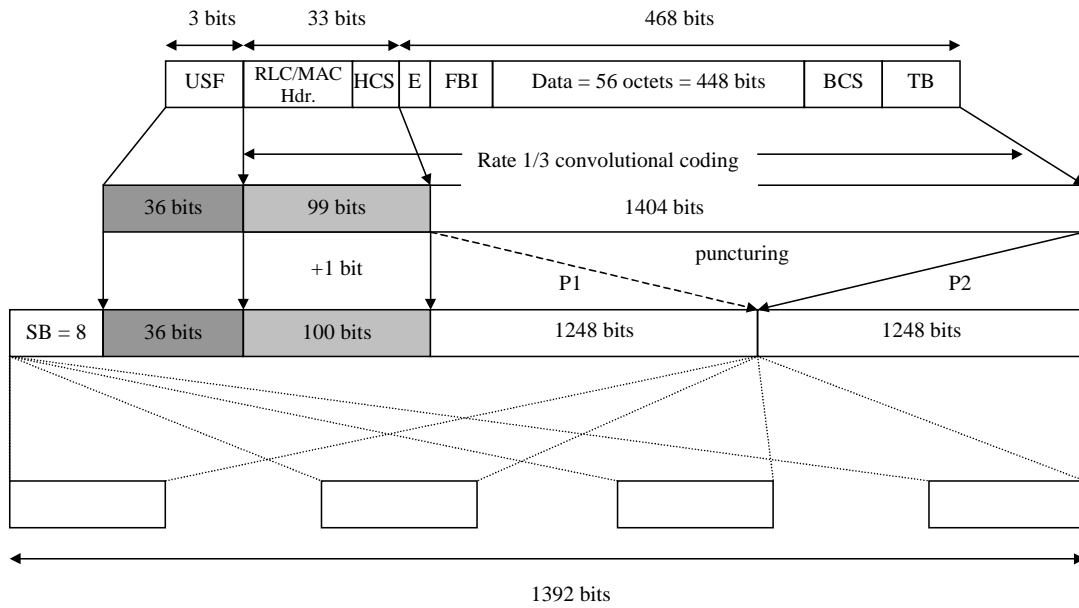 3 bits
33 bits
468 bits
USF
RLC/MAC
Hdr.
HCS
E
FBI
Data = 56 octets = 448 bits
BCS
TB
Rate 1/3 convolutional coding
36 bits
99 bits
1404 bits
puncturing
+1 bit
P1
P2
SB = 8
36 bits
100 bits
1248 bits
1248 bits
1392 bits